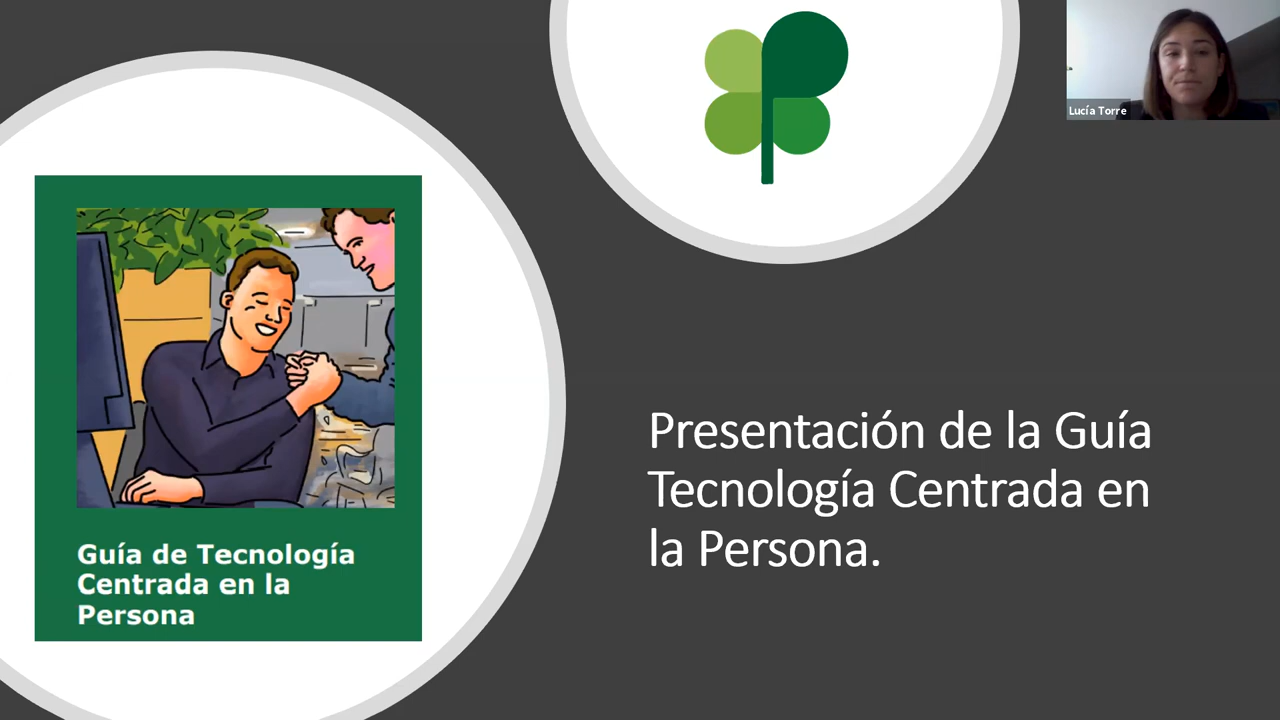 Lucía Torre
Guía de Tecnología
Centrada en la
Persona
Presentación de la Guía
Tecnología Centrada en
la Persona.